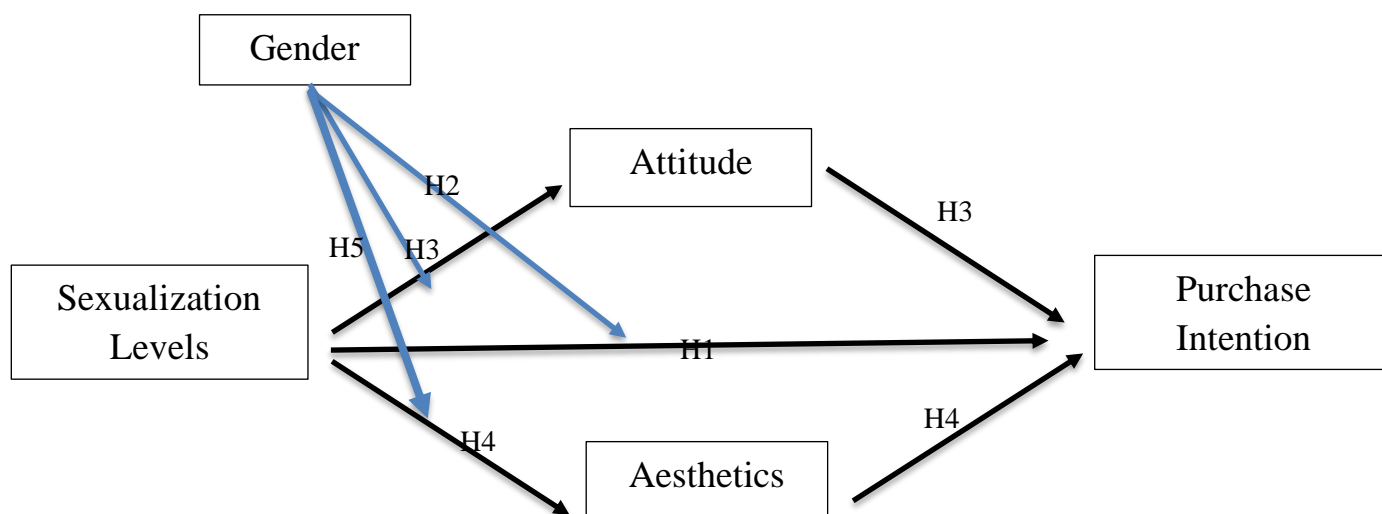 Gender
Attitude
H2
H3
H3
H5
Sexualization
Levels
Purchase
Intention
H1
H4
H4
Aesthetics